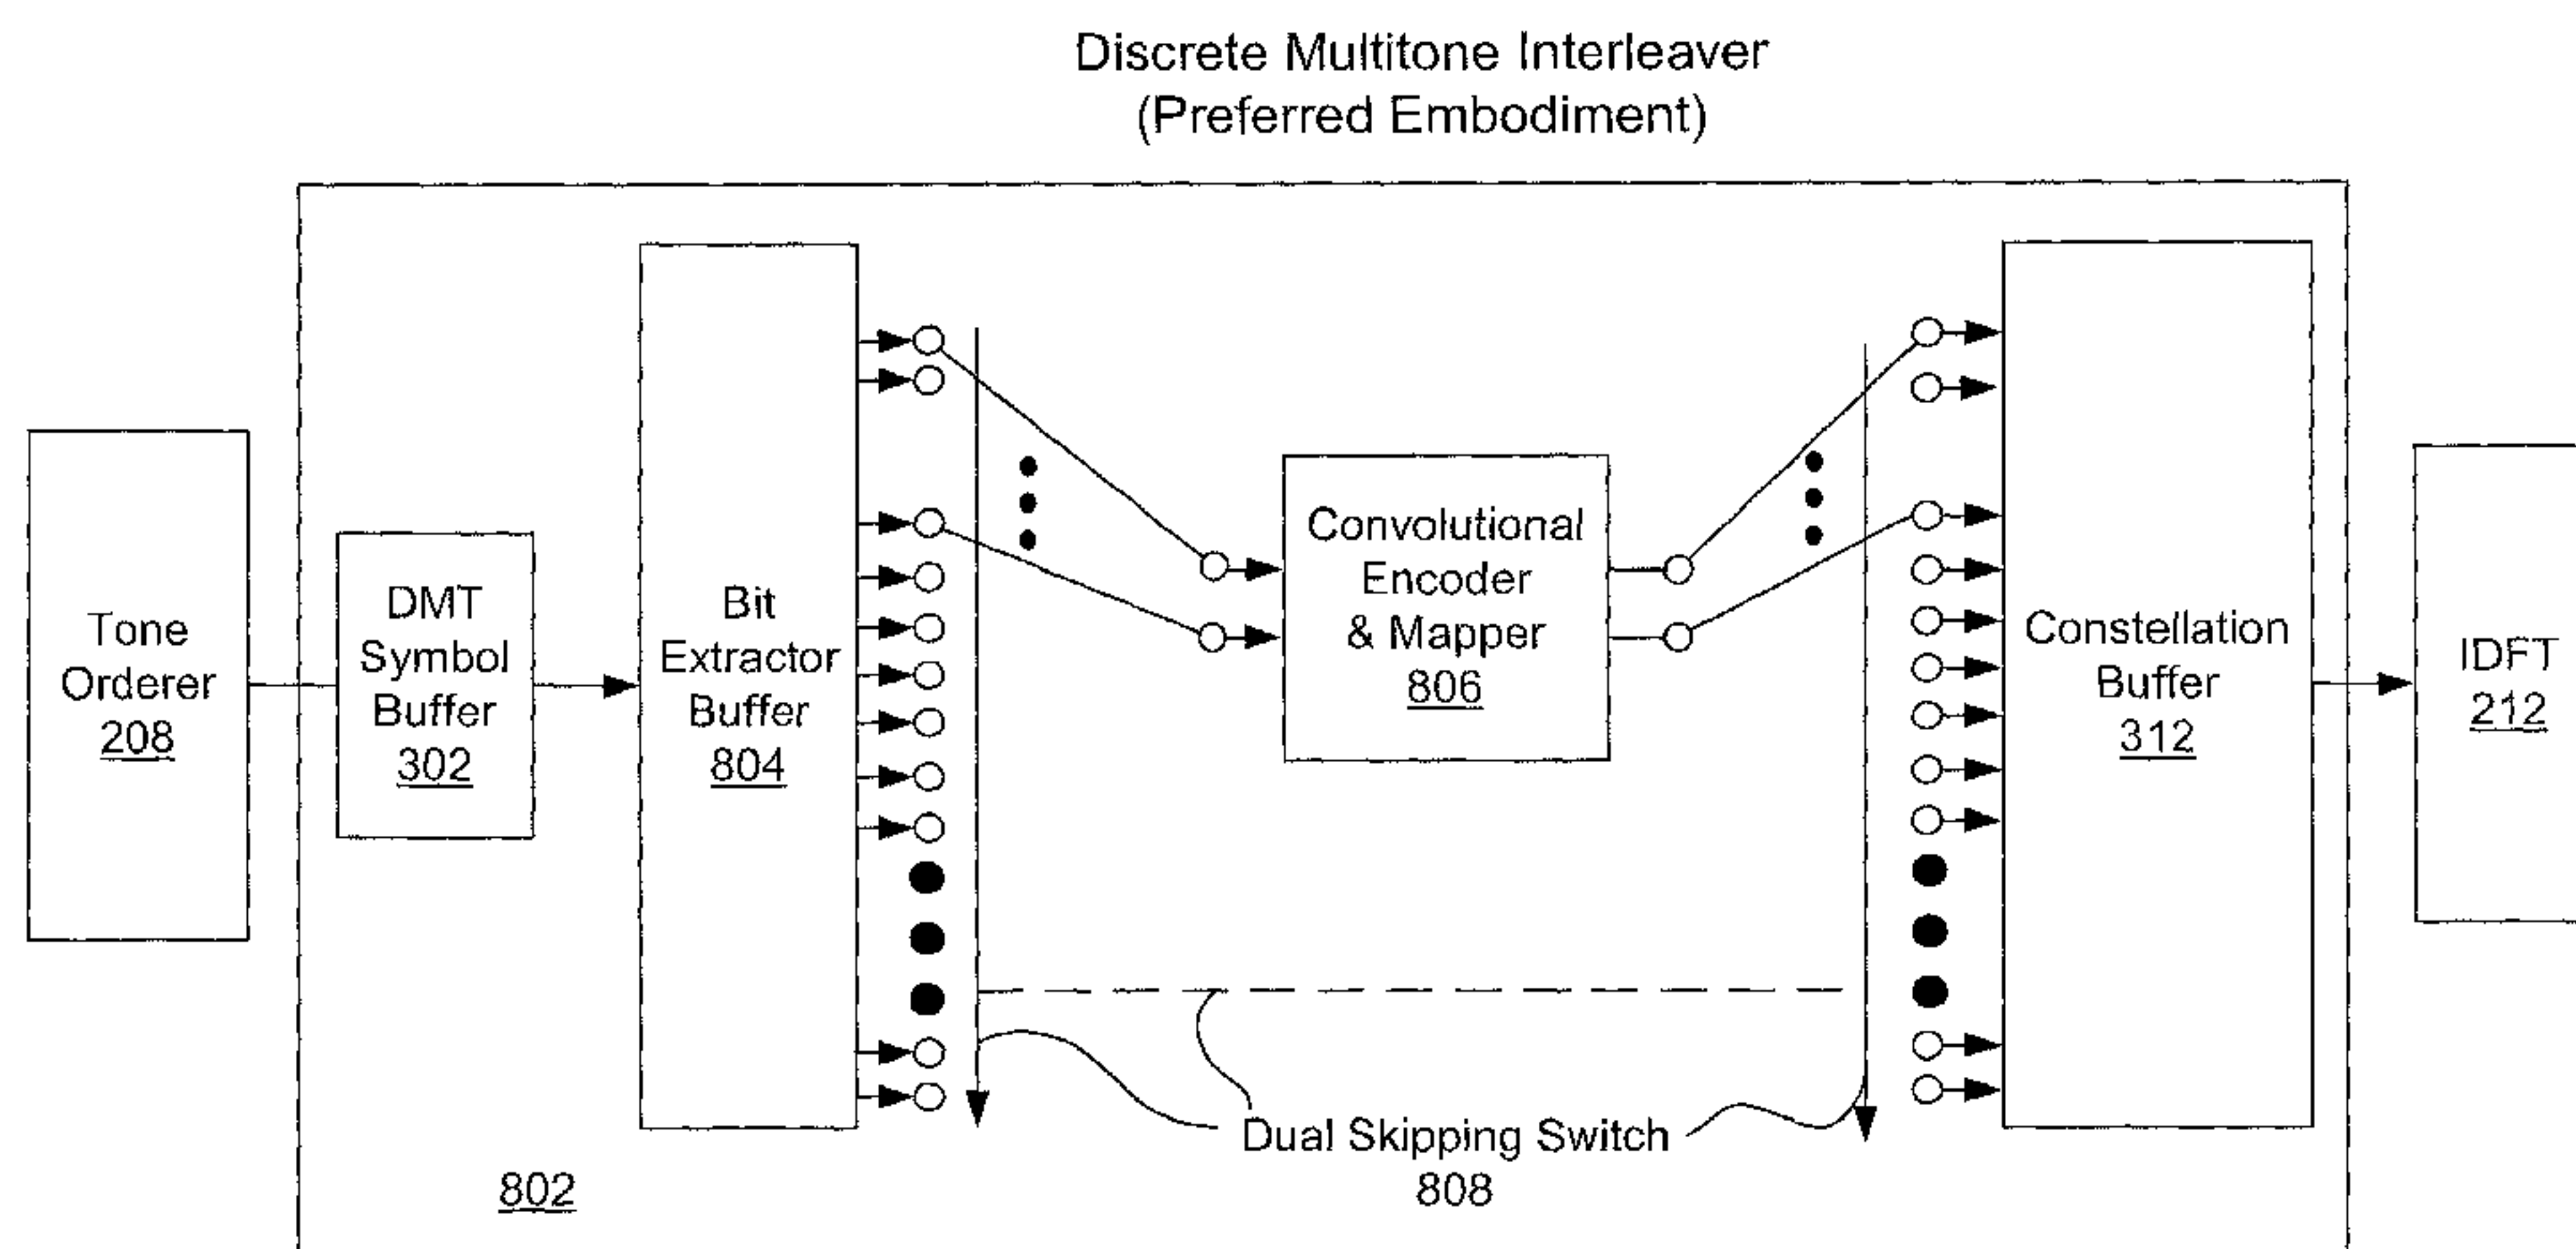 Discrete Multitone Interleaver
(Preferred Embodiment)
Tone
Orderer
208
DMT
Symbol
Buffer
302
Bit
Extractor
Buffer
804
Convolutional
Encoder
& Mapper
806
Constellation
Buffer
312
IDFT
212
Dual Skipping Switch
808
802